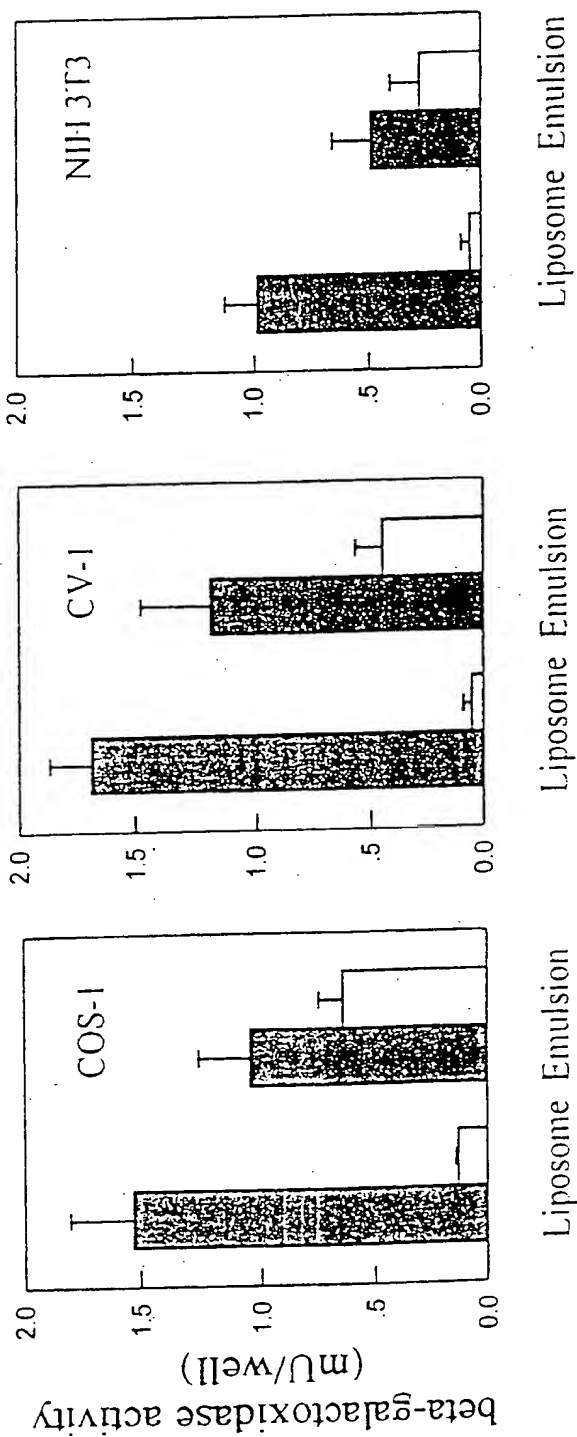 beta-galactoxidase activity
(mU/well)
2.0
1.5
1.0
.5
0.0
COS-1
Liposome Emulsion
2.0
1.5
1.0
.5
0.0
CV-1
Liposome Emulsion
2.0
1.5
1.0
.5
0.0
NIH 3T3
Liposome Emulsion